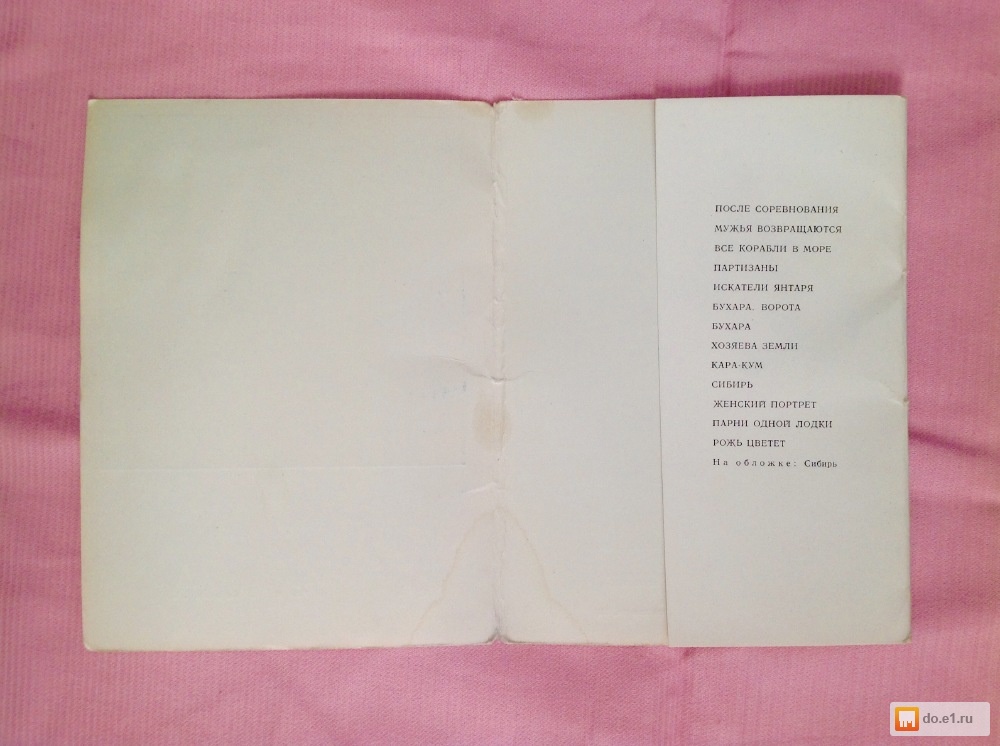 ПОСЛЕ СОРЕВНОВАНИЯ
МУЖЬЯ ВОЗВРАЩАЮТСЯ
ВСЕ КОРАБЛИ В МОРЕ
ПАРТИЗАНЫ
ИСКАТЕЛИ ЯНТАРЯ
БУХАРА. ВОРОТА
БУХАРА
ХОЗЯЕВА ЗЕМЛИ
КАРА-КУМ
СИБИРЬ
ЖЕНСКИЙ ПОРТРЕТ
ПАРНИ ОДНОЙ ЛОДКИ
РОЖЬ ЦВЕТЕТ
На обложке: Сибирь
do.e1.ru